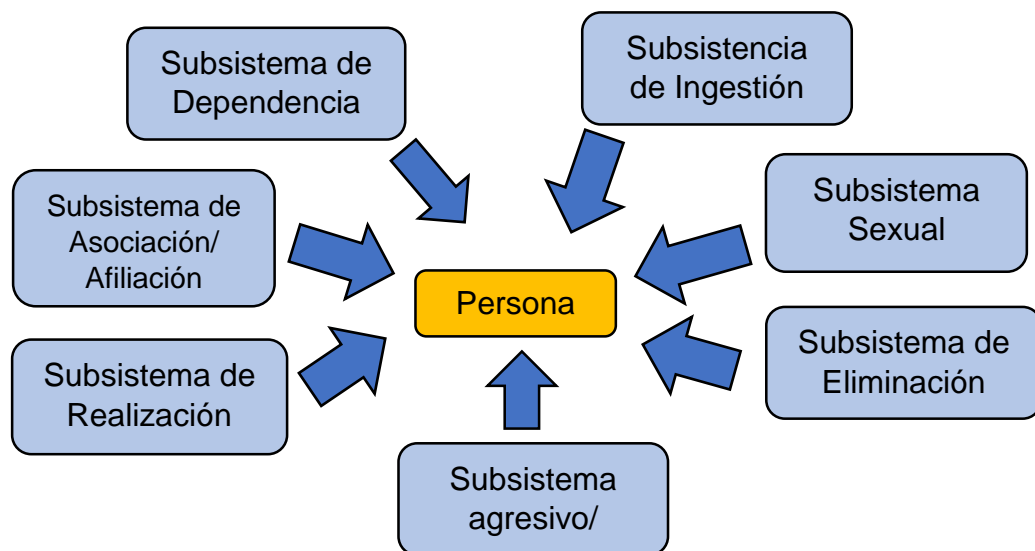 Subsistema de
Dependencia
Subsistencia
de Ingestión
Subsistema de
Asociación/
Afiliación
Subsistema
Sexual
Persona
Subsistema de
Realización
Subsistema de
Eliminación
Subsistema
agresivo/